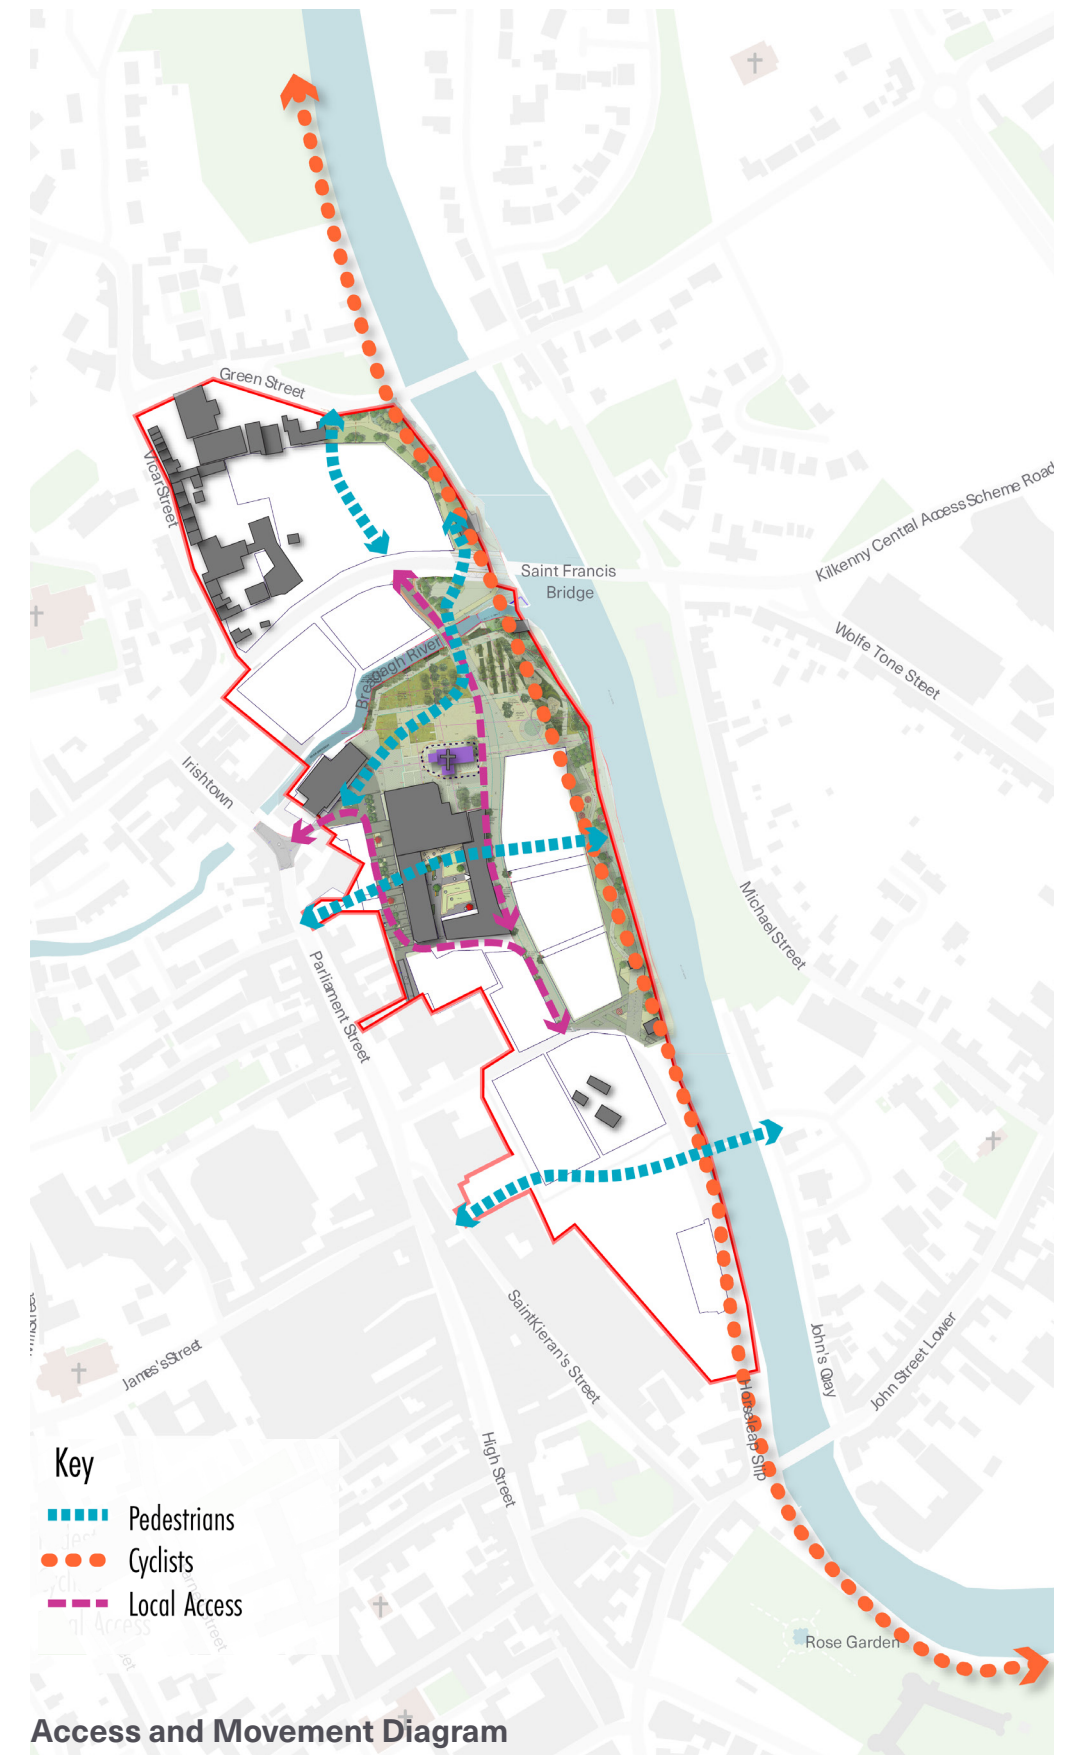 Green Street
Vicar Street
Saint Francis
Bridge
Kilkenny Central Access Scheme Road
Wolfe Tone Street
Breagagh River
Irishtown
Michael Street
Parliament Street
Saint Kieran's Street
James's Street
John's Quay
John Street Lower
Horseleap Slip
High Street
Key
Pedestrians
Cyclists
Local Access
Rose Garden
Access and Movement Diagram